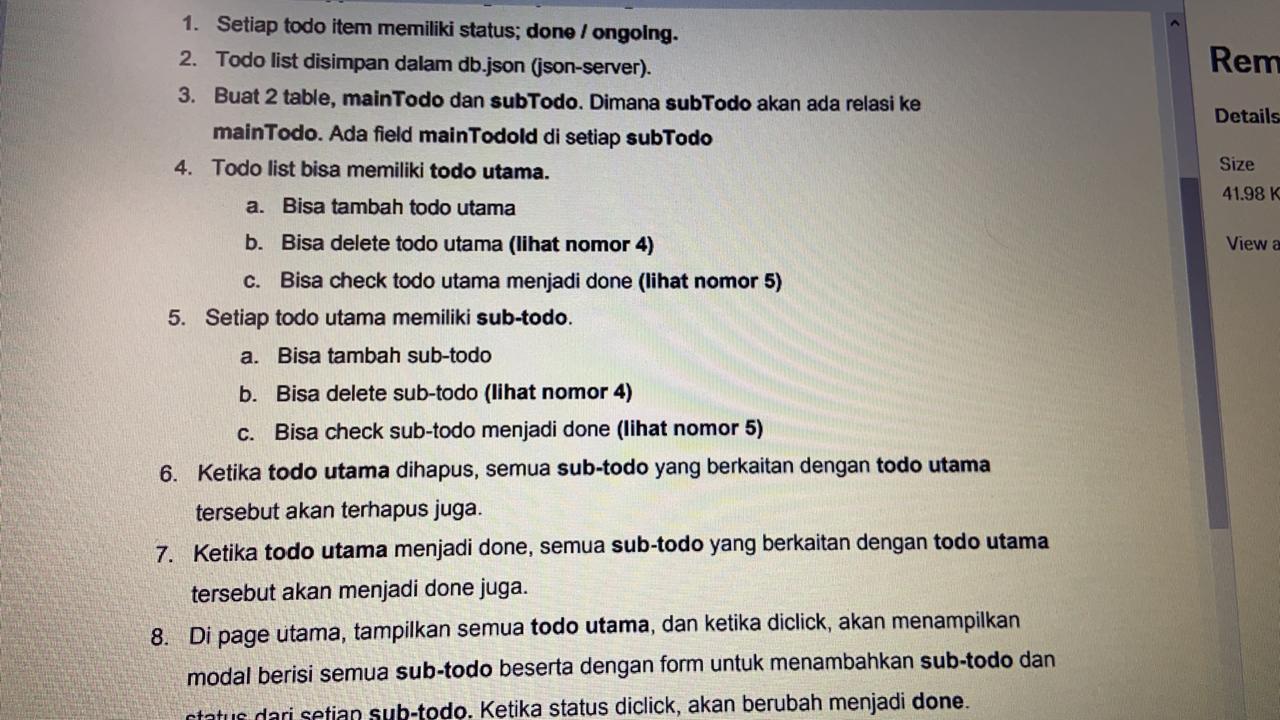 1. Setiap todo item memiliki status; done / ongoing.
2. Todo list disimpan dalam db.json (json-server).
3. Buat 2 table, mainTodo dan subTodo. Dimana subTodo akan ada relasi ke
mainTodo. Ada field mainTodoId di setiap subTodo
4. Todo list bisa memiliki todo utama.
a. Bisa tambah todo utama
b. Bisa delete todo utama (lihat nomor 4)
c. Bisa check todo utama menjadi done (lihat nomor 5)
5. Setiap todo utama memiliki sub-todo.
a. Bisa tambah sub-todo
b. Bisa delete sub-todo (lihat nomor 4)
c. Bisa check sub-todo menjadi done (lihat nomor 5)
6. Ketika todo utama dihapus, semua sub-todo yang berkaitan dengan todo utama
tersebut akan terhapus juga.
7. Ketika todo utama menjadi done, semua sub-todo yang berkaitan dengan todo utama
tersebut akan menjadi done juga.
8. Di page utama, tampilkan semua todo utama, dan ketika diclick, akan menampilkan
modal berisi semua sub-todo beserta dengan form untuk menambahkan sub-todo dan
status dari setiap sub-todo. Ketika status diclick, akan berubah menjadi done.
Rem
Details
Size
41.98 K
View a